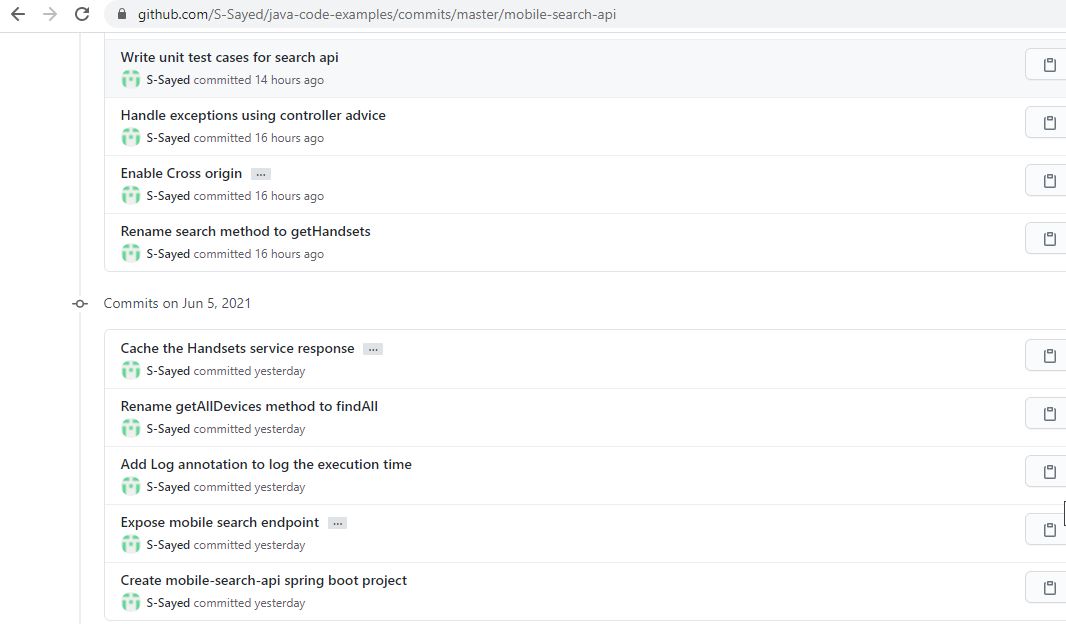 github.com/S-Sayed/java-code-examples/commits/master/mobile-search-api
Write unit test cases for search api
S-Sayed committed 14 hours ago
Handle exceptions using controller advice
S-Sayed committed 16 hours ago
Enable Cross origin ...
S-Sayed committed 16 hours ago
Rename search method to getHandsets
S-Sayed committed 16 hours ago
Commits on Jun 5, 2021
Cache the Handsets service response ...
S-Sayed committed yesterday
Rename getAllDevices method to findAll
S-Sayed committed yesterday
Add Log annotation to log the execution time
S-Sayed committed yesterday
Expose mobile search endpoint ...
S-Sayed committed yesterday
Create mobile-search-api spring boot project
S-Sayed committed yesterday